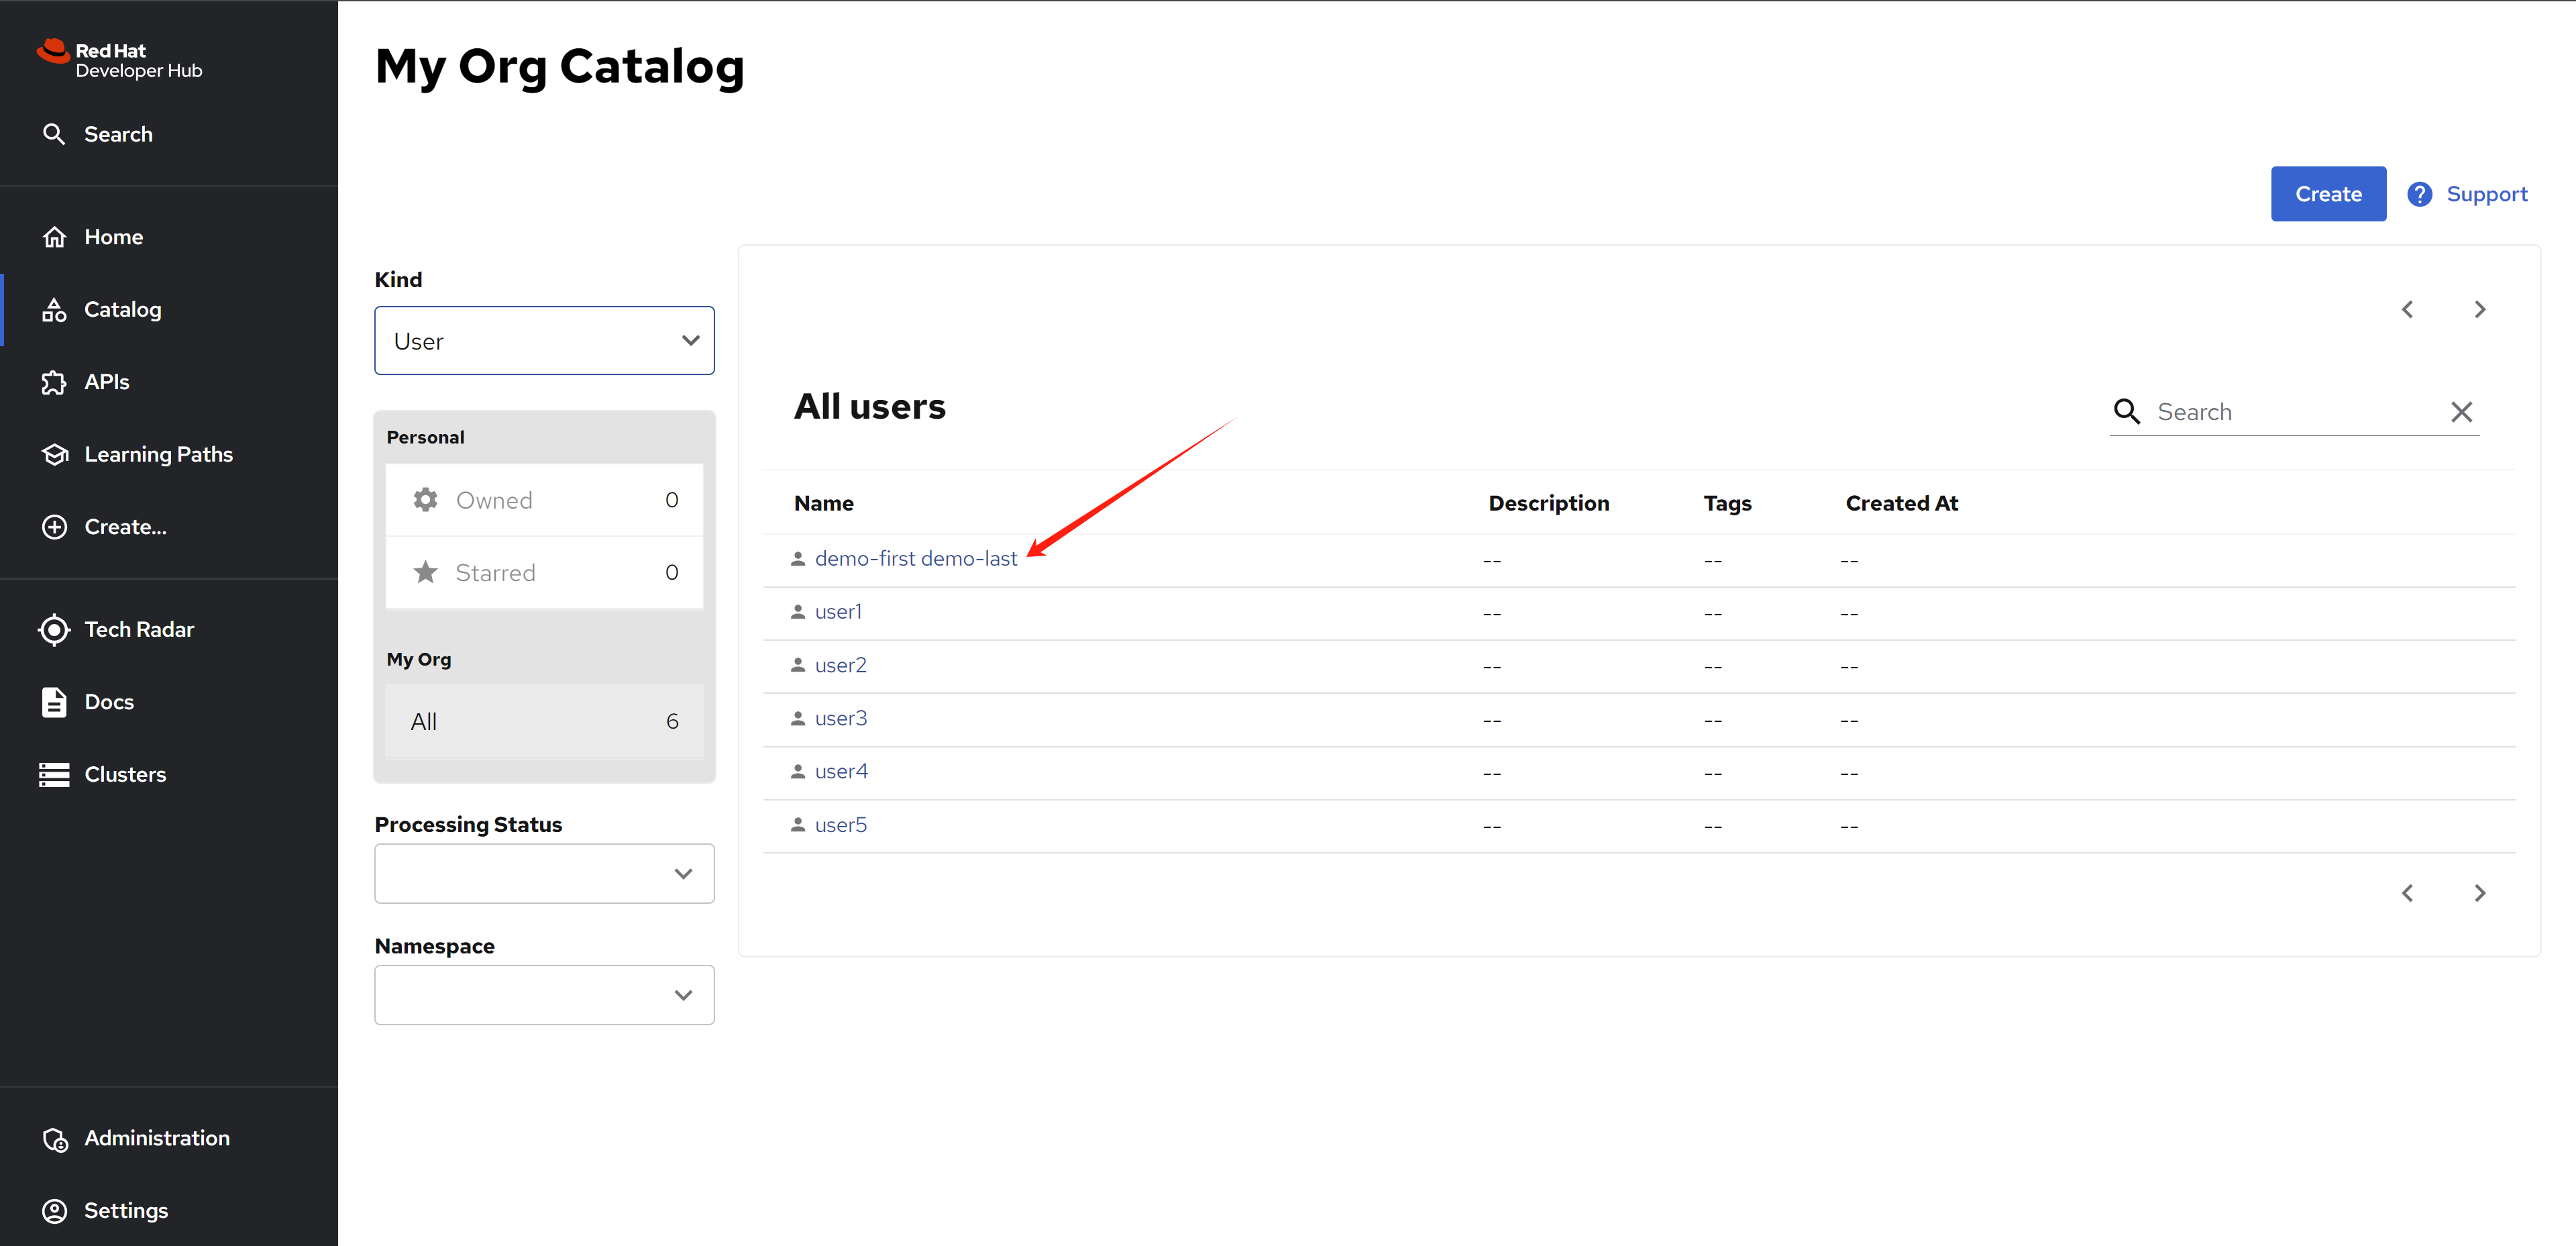 Red Hat
Developer Hub
Search
Home
Catalog
APIs
Learning Paths
Create...
Tech Radar
Docs
Clusters
Administration
Settings
My Org Catalog
Create
? Support
Kind
User
Personal
Owned 0
Starred 0
My Org
All 6
Processing Status
Namespace
All users
Search
Name Description Tags Created At
demo-first demo-last -- -- --
user1 -- -- --
user2 -- -- --
user3 -- -- --
user4 -- -- --
user5 -- -- --